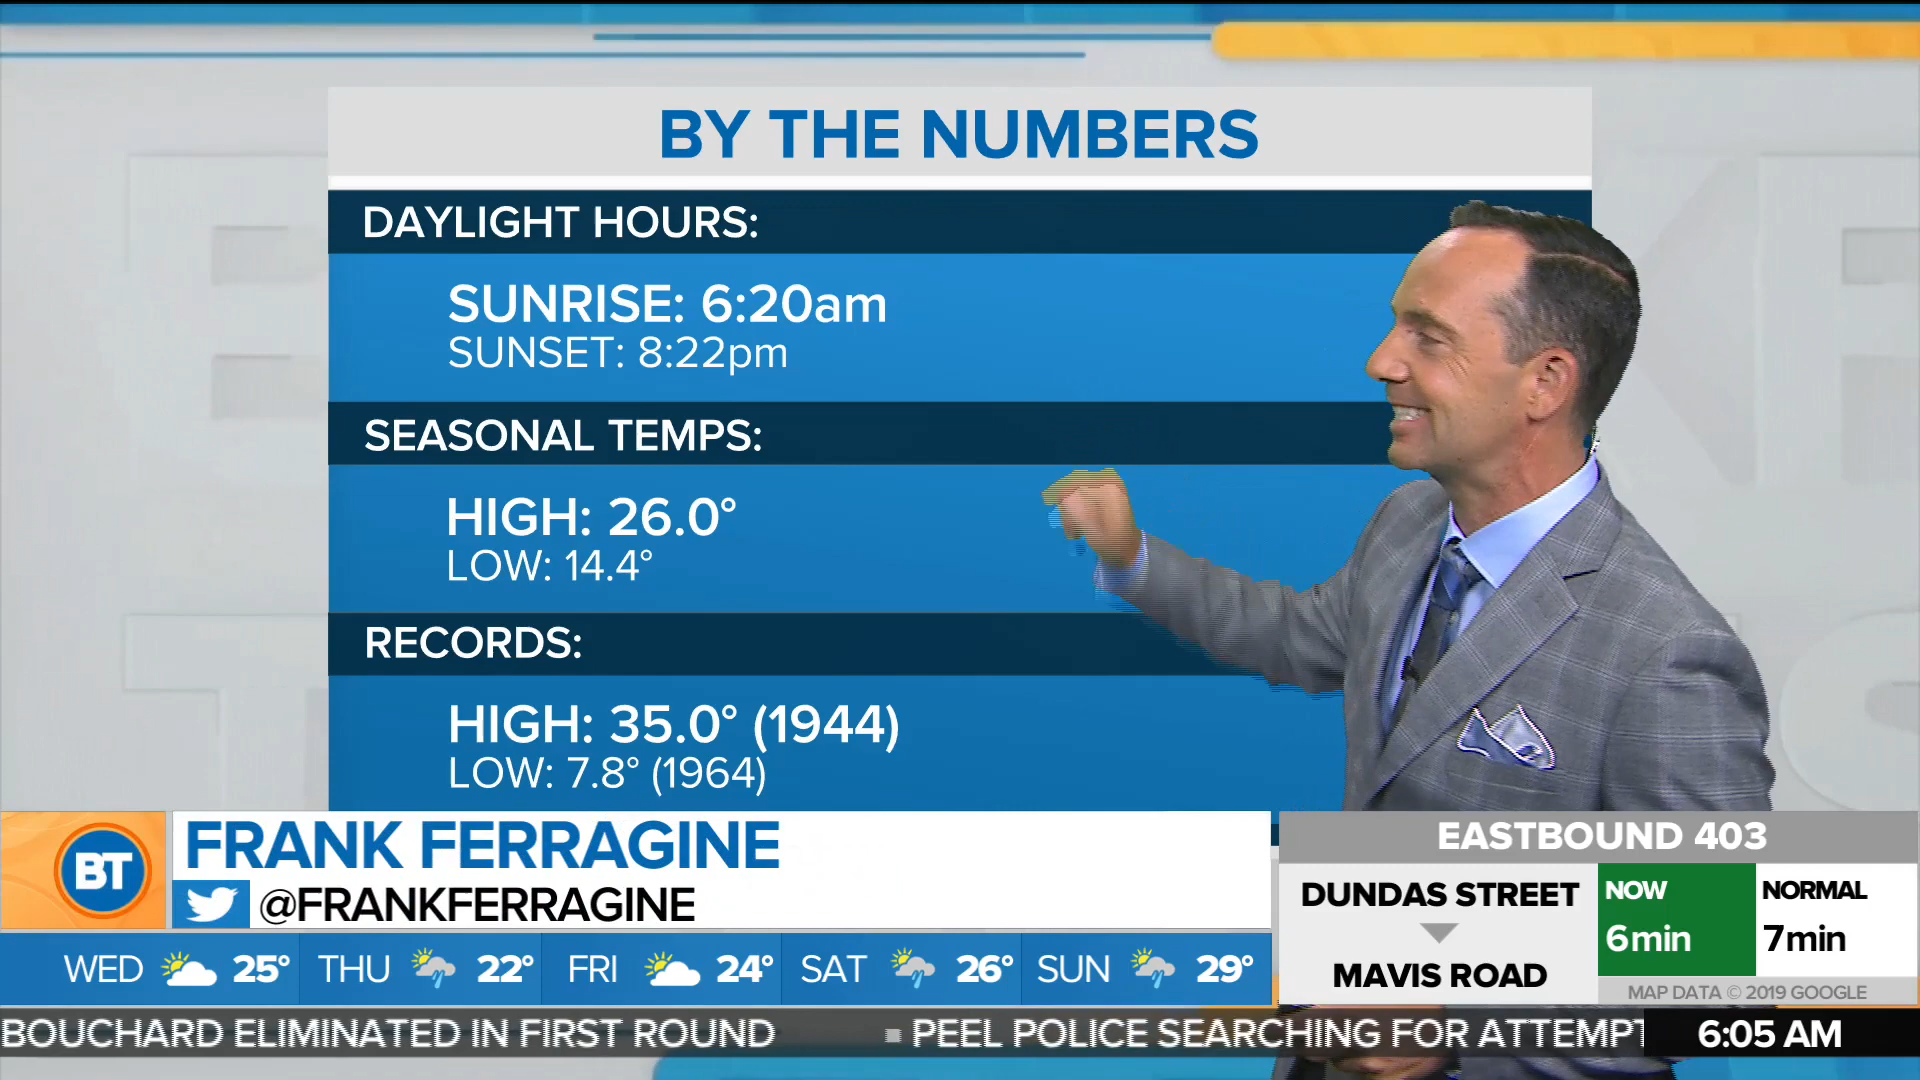 BY THE NUMBERS
DAYLIGHT HOURS:
SUNRISE: 6:20am
SUNSET: 8:22pm
SEASONAL TEMPS:
HIGH: 26.0°
LOW: 14.4°
RECORDS:
HIGH: 35.0° (1944)
LOW: 7.8° (1964)
BT
FRANK FERRAGINE
@FRANKFERRAGINE
EASTBOUND 403
DUNDAS STREET
MAVIS ROAD
NOW
6min
NORMAL
7min
MAP DATA © 2019 GOOGLE
WED 25° THU 22° FRI 24° SAT 26° SUN 29°
BOUCHARD ELIMINATED IN FIRST ROUND ■ PEEL POLICE SEARCHING FOR ATTEMPT
6:05 AM